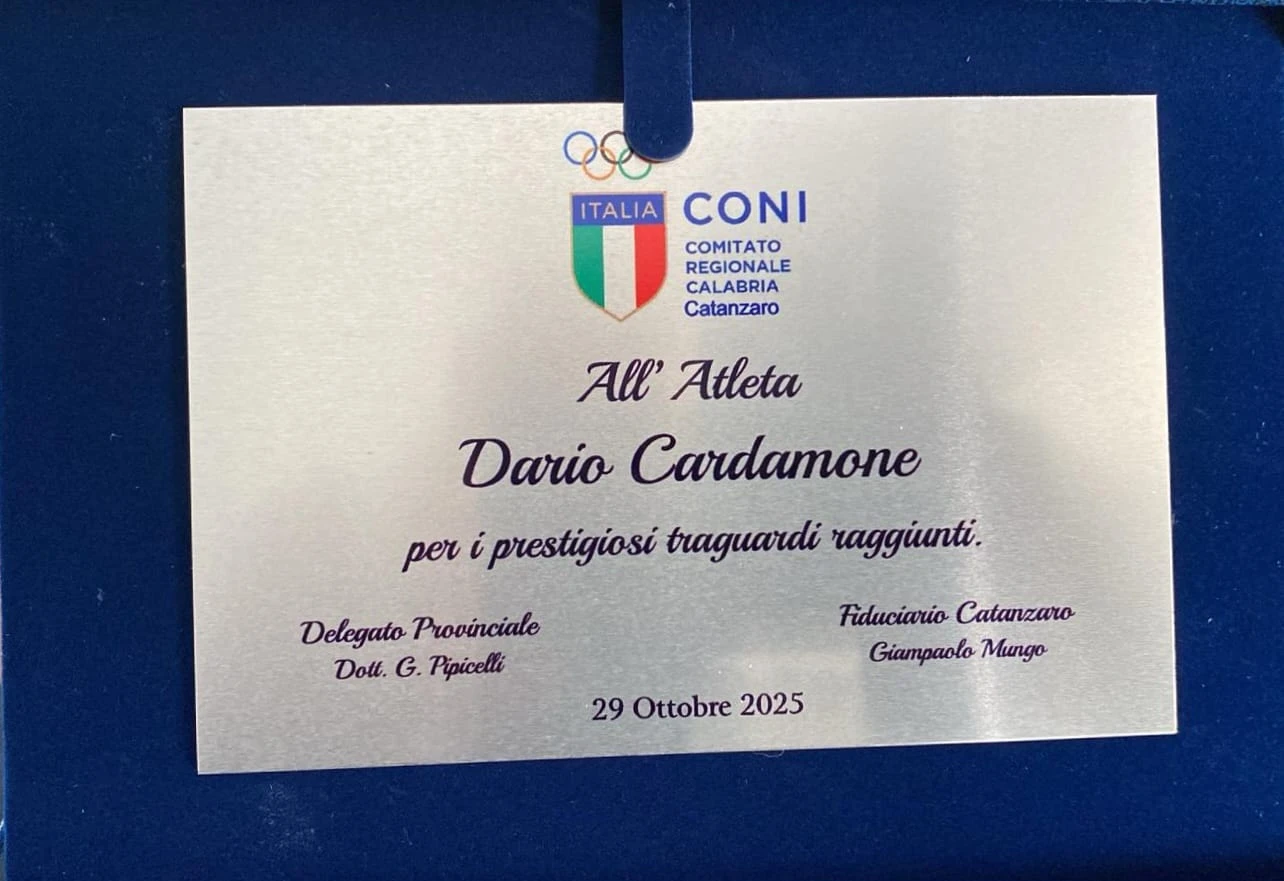 ITALIA
CONI
COMITATO
REGIONALE
CALABRIA
Catanzaro
All' Atleta
Dario Cardamone
per i prestigiosi traguardi raggiunti.
Delegato Provinciale
Dott. G. Pipicelli
Fiduciario Catanzaro
Giampaolo Mungo
29 Ottobre 2025